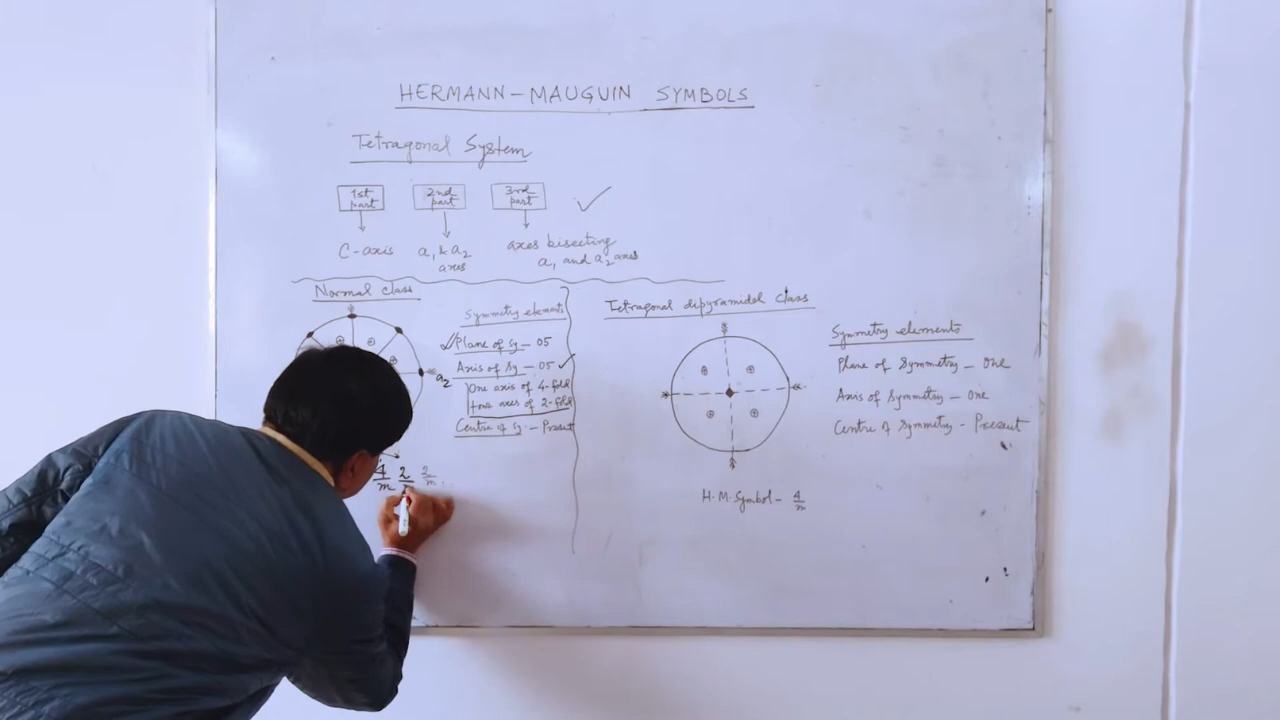 HERMANN-MAUGUIN SYMBOLS
Tetragonal System
1st part
2nd part
3rd part
C-axis
a₁ & a₂ axes
axes bisecting a₁ and a₂ axes
Normal class
a₂
Symmetry elements
Plane of Sy - 05
Axis of Sy - 05
One axis of 4-fold
four axes of 2-fold
Centre of Sy - Present
4/m 2/m 2/m
Tetragonal dipyramidal class
H.M. Symbol - 4/m
Symmetry elements
Plane of Symmetry - One
Axis of Symmetry - One
Centre of Symmetry - Present